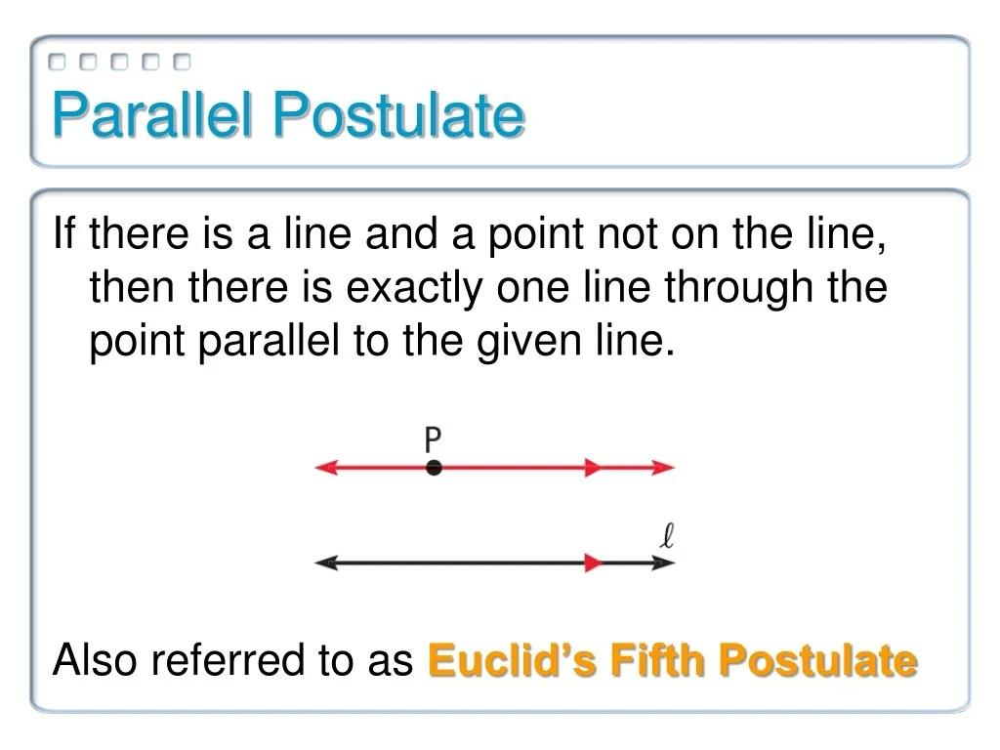 Parallel Postulate
If there is a line and a point not on the line,
then there is exactly one line through the
point parallel to the given line.
P
ℓ
Also referred to as Euclid’s Fifth Postulate